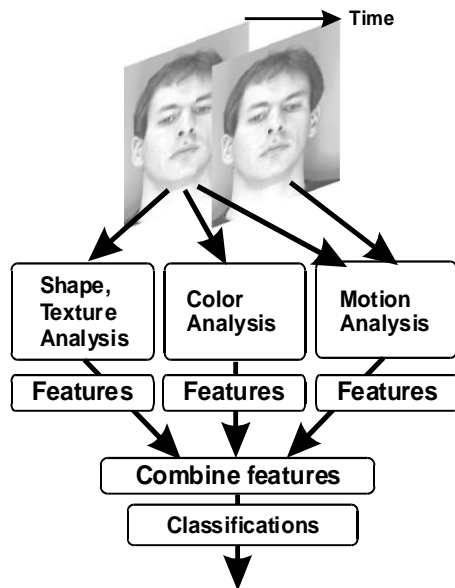 Time
Shape,
Texture
Analysis
Color
Analysis
Motion
Analysis
Features
Features
Features
Combine features
Classifications